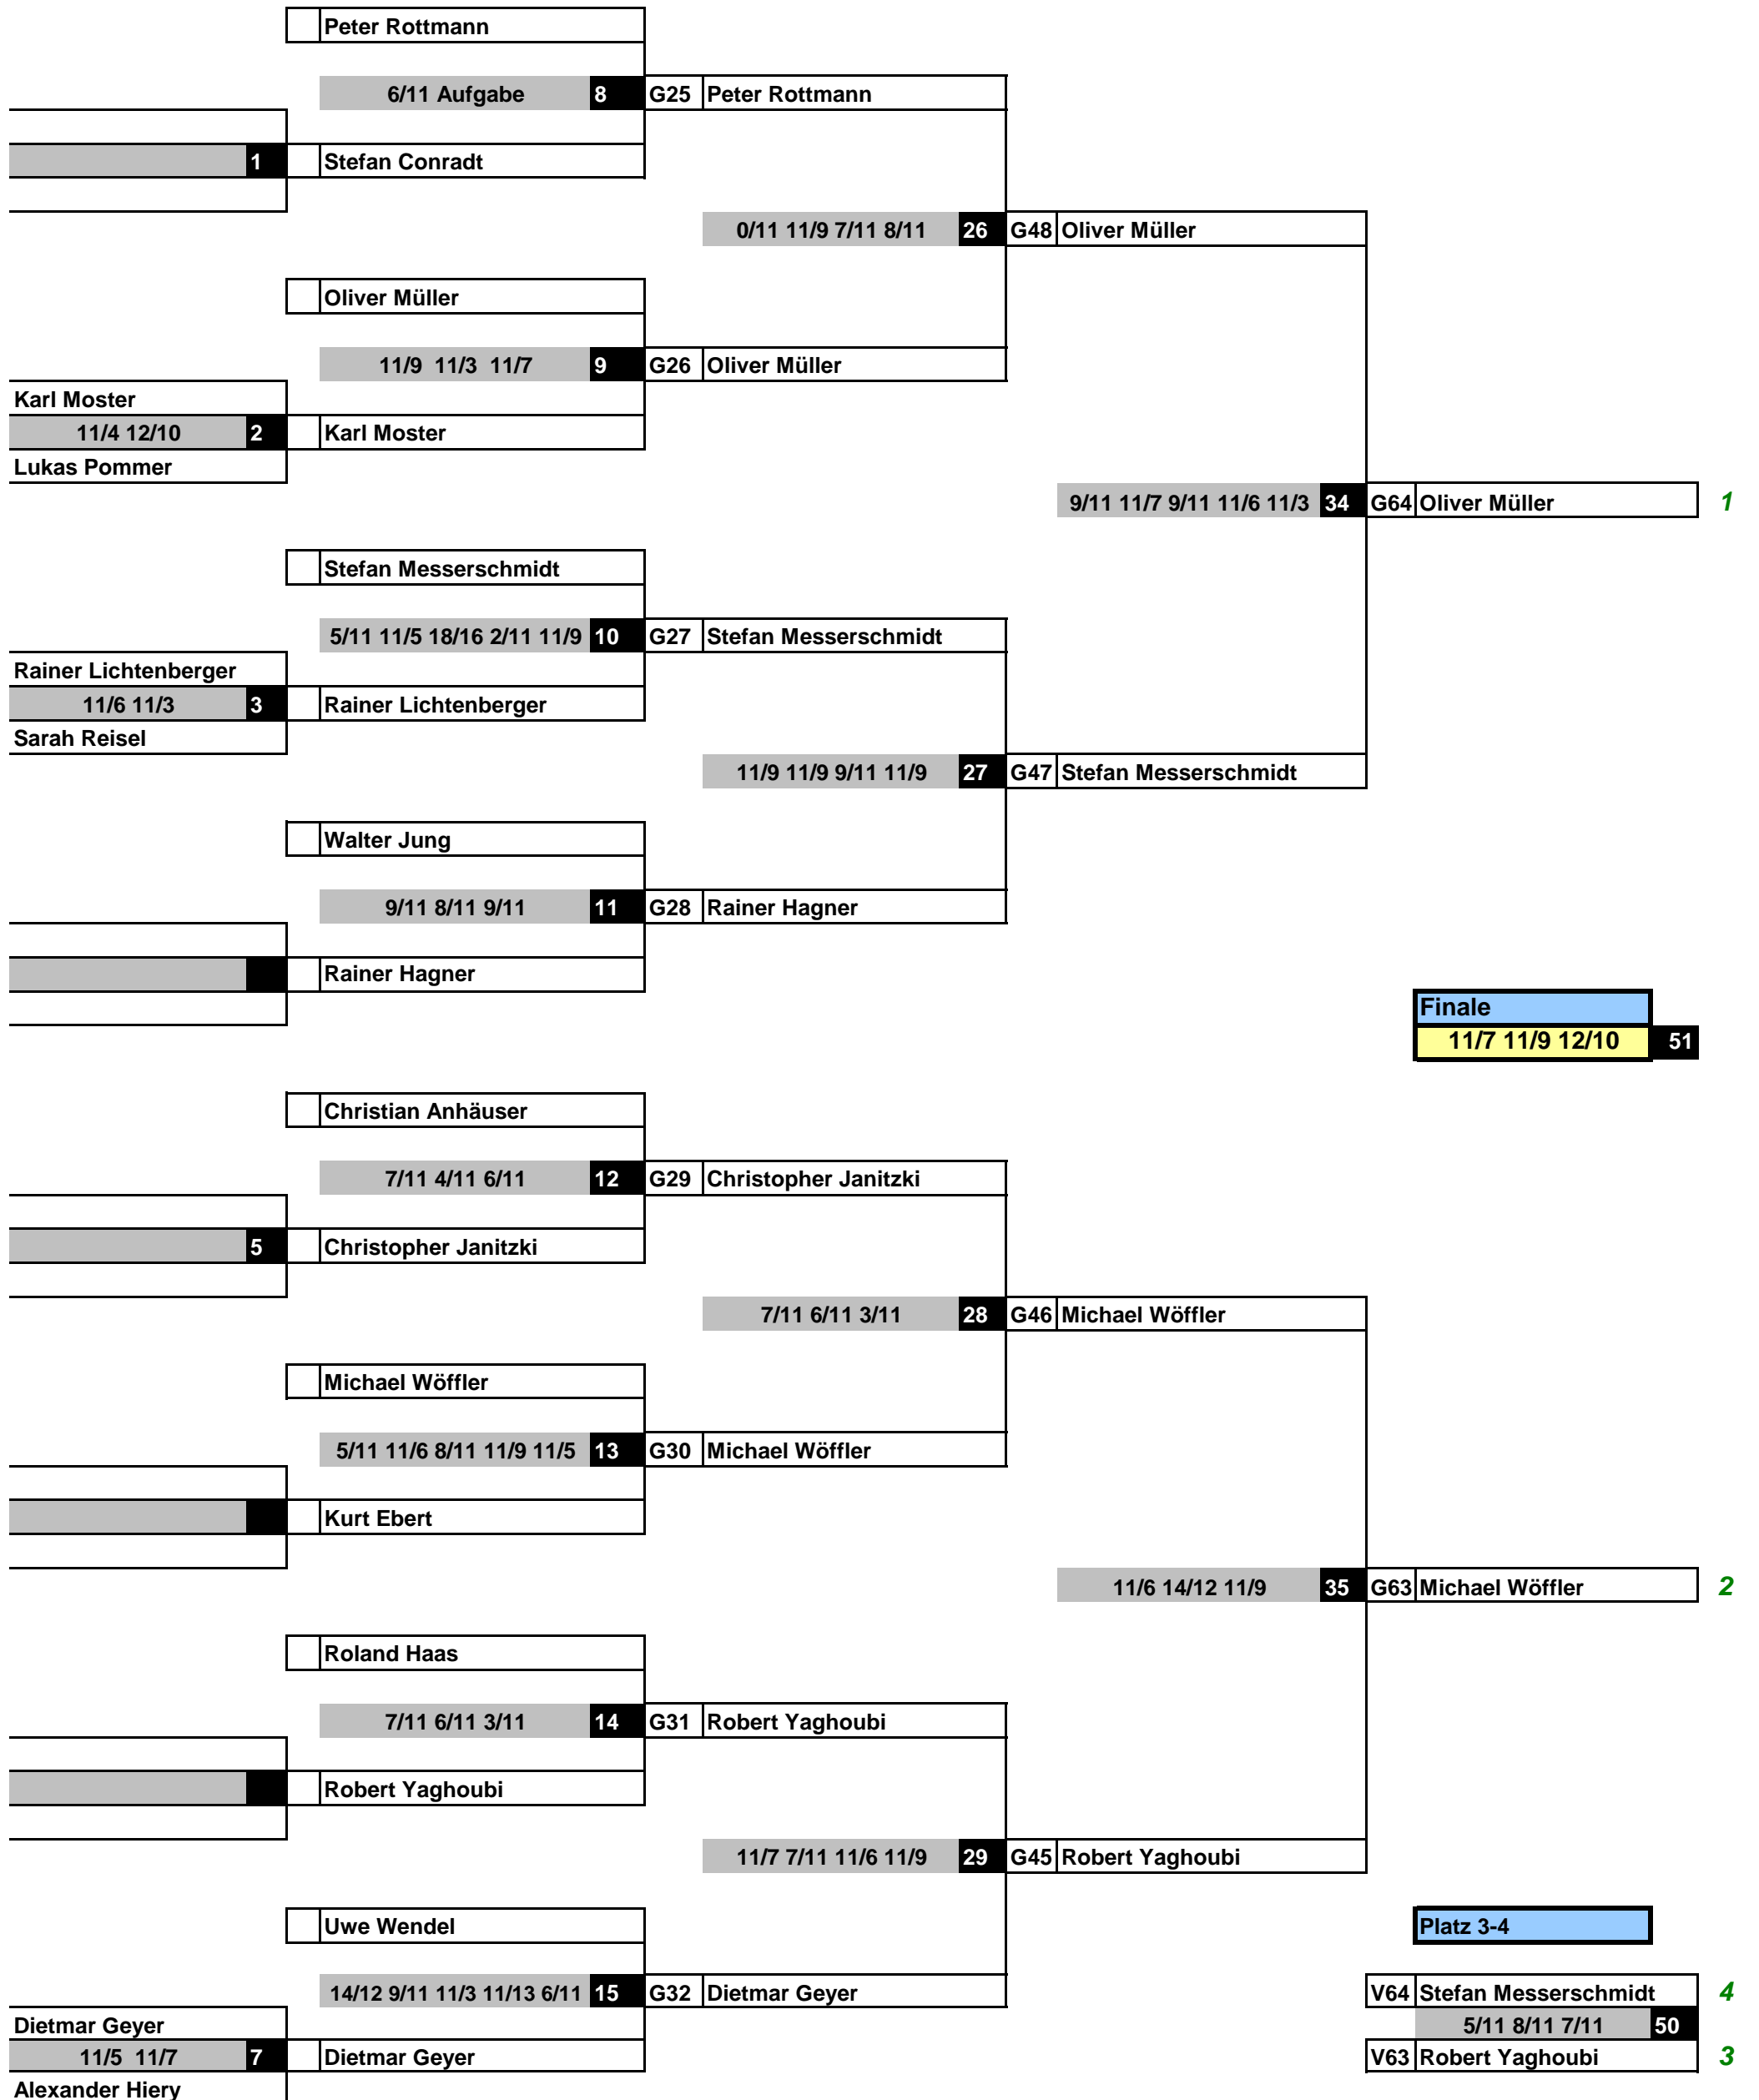 Peter Rottmann
6/11 Aufgabe 8 G25 Peter Rottmann
1 Stefan Conradt
0/11 11/9 7/11 8/11 26 G48 Oliver Müller
Oliver Müller
11/9 11/3 11/7 9 G26 Oliver Müller
Karl Moster
11/4 12/10 2 Karl Moster
Lukas Pommer
9/11 11/7 9/11 11/6 11/3 34 G64 Oliver Müller 1
Stefan Messerschmidt
5/11 11/5 18/16 2/11 11/9 10 G27 Stefan Messerschmidt
Rainer Lichtenberger
11/6 11/3 3 Rainer Lichtenberger
Sarah Reisel
11/9 11/9 9/11 11/9 27 G47 Stefan Messerschmidt
Walter Jung
9/11 8/11 9/11 11 G28 Rainer Hagner
Rainer Hagner
Finale
11/7 11/9 12/10 51
Christian Anhäuser
7/11 4/11 6/11 12 G29 Christopher Janitzki
5 Christopher Janitzki
7/11 6/11 3/11 28 G46 Michael Wöffler
Michael Wöffler
5/11 11/6 8/11 11/9 11/5 13 G30 Michael Wöffler
Kurt Ebert
11/6 14/12 11/9 35 G63 Michael Wöffler 2
Roland Haas
7/11 6/11 3/11 14 G31 Robert Yaghoubi
Robert Yaghoubi
11/7 7/11 11/6 11/9 29 G45 Robert Yaghoubi
Uwe Wendel Platz 3-4
14/12 9/11 11/3 11/13 6/11 15 G32 Dietmar Geyer V64 Stefan Messerschmidt 4
Dietmar Geyer 5/11 8/11 7/11 50
11/5 11/7 7 Dietmar Geyer V63 Robert Yaghoubi 3
Alexander Hiery